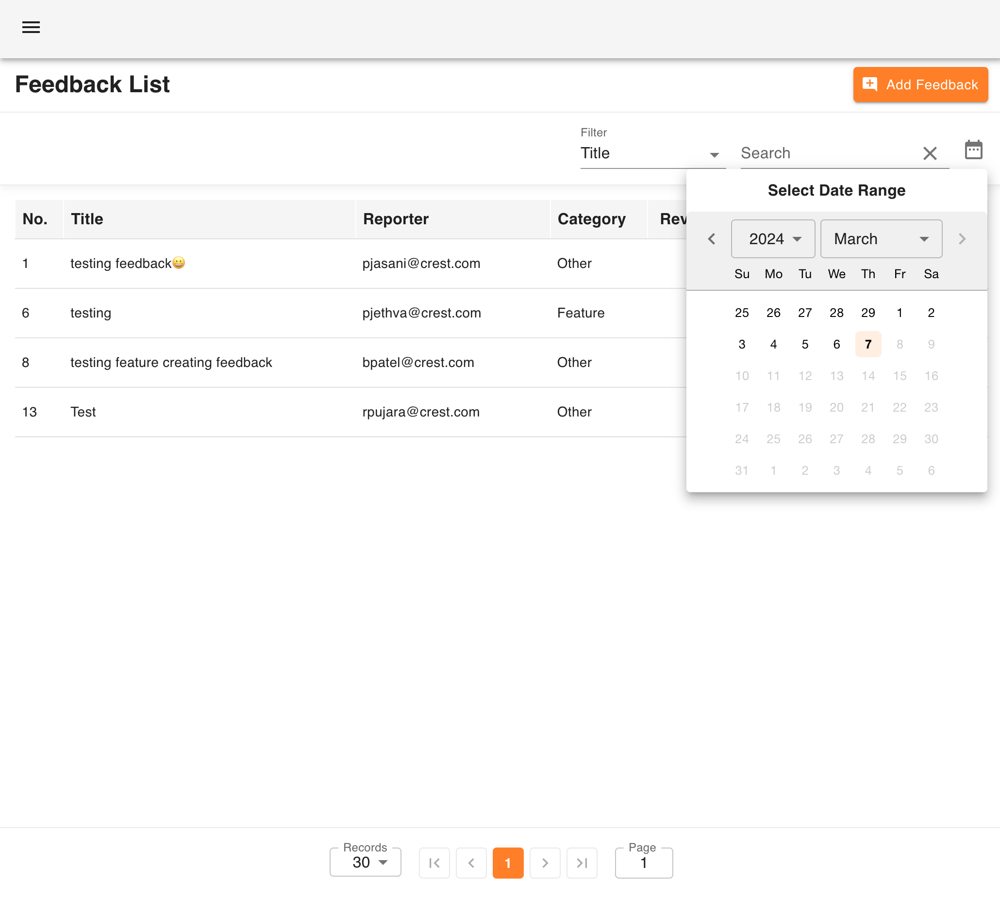 Feedback List
Add Feedback
Filter
Title
Search
Select Date Range
No. Title Reporter Category Rev
2024 March
Su Mo Tu We Th Fr Sa
1 testing feedback😀 pjasani@crest.com Other
6 testing pjethva@crest.com Feature
8 testing feature creating feedback bpatel@crest.com Other
13 Test rpujara@crest.com Other
25 26 27 28 29 1 2
3 4 5 6 7 8 9
10 11 12 13 14 15 16
17 18 19 20 21 22 23
24 25 26 27 28 29 30
31 1 2 3 4 5 6
Records
30
1
Page
1